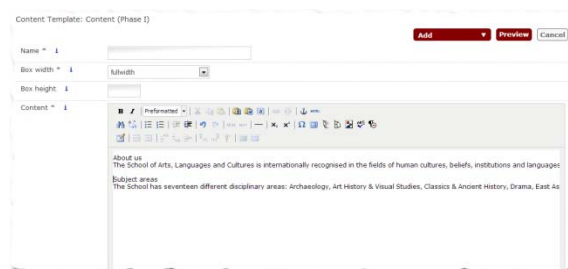 Content Template: Content (Phase I)
Add Preview Cancel
Name * i
Box width * i fullwidth
Box height i
Content * i
B I Preformatted
About us
The School of Arts, Languages and Cultures is internationally recognised in the fields of human cultures, beliefs, institutions and languages
Subject areas
The School has seventeen different disciplinary areas: Archaeology, Art History & Visual Studies, Classics & Ancient History, Drama, East As